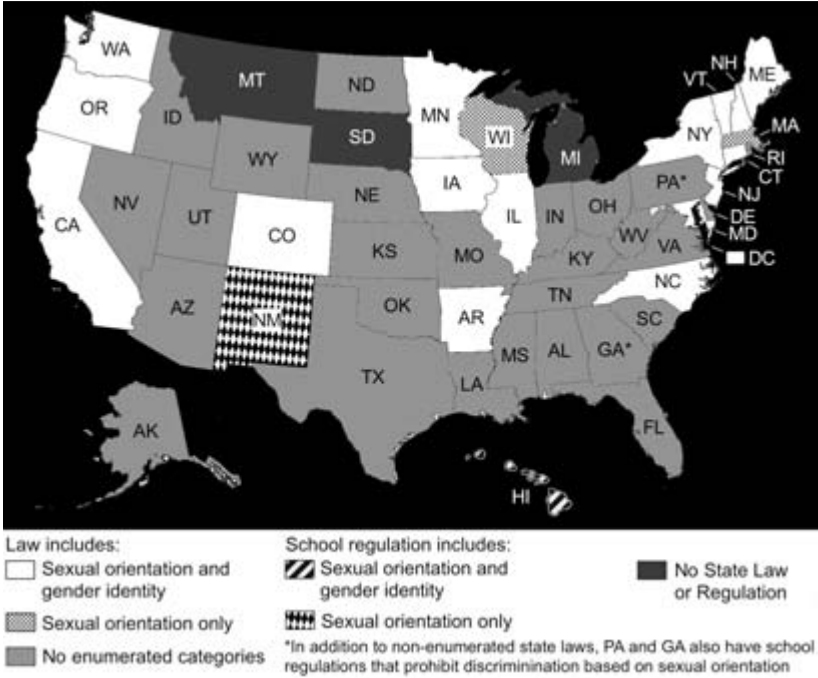 WA
MT
ND
MN
VT
NH
ME
OR
ID
SD
WI
NY
MA
WY
MI
RI
IA
PA*
CT
NE
NJ
NV
IL
IN
OH
DE
UT
CA
CO
WV
MD
KS
MO
VA
DC
KY
NC
AZ
NM
OK
TN
AR
SC
MS
AL
GA*
TX
LA
AK
FL
HI
Law includes:
Sexual orientation and
gender identity
Sexual orientation only
No enumerated categories
School regulation includes:
Sexual orientation and
gender identity
Sexual orientation only
No State Law
or Regulation
*In addition to non-enumerated state laws, PA and GA also have school
regulations that prohibit discriminination based on sexual orientation